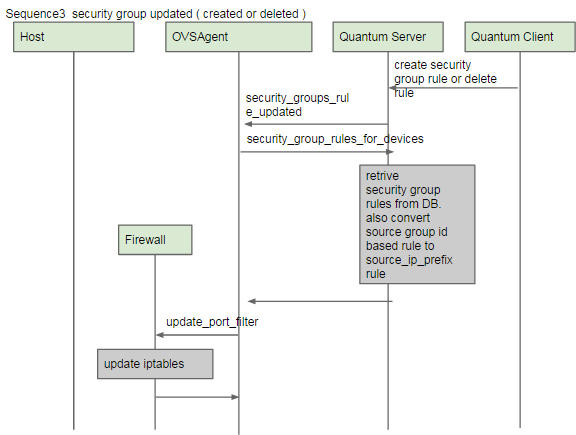 Sequence3 security group updated ( created or deleted )
Host
OVSAgent
Quantum Server
Quantum Client
create security
group rule or delete
rule
security_groups_rul
e_updated
security_group_rules_for_devices
retrive
security group
rules from DB.
also convert
source group id
based rule to
source_ip_prefix
rule
Firewall
update_port_filter
update iptables